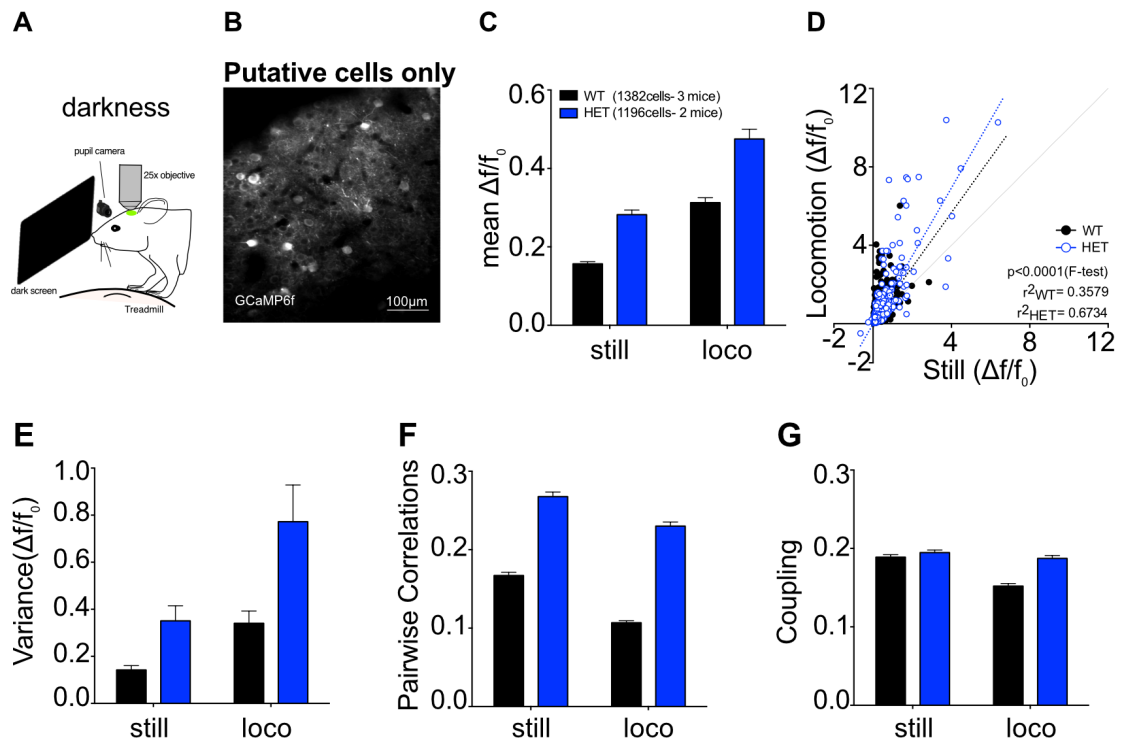 A
darkness
pupil camera
25x objective
dark screen
Treadmill
B
Putative cells only
GCaMP6f
100µm
C
mean Δf/f0
0.6
0.4
0.2
0.0
WT (1382cells- 3 mice)
HET (1196cells- 2 mice)
still
loco
D
Locomotion (Δf/f0)
12
8
4
-2
-2
4
8
12
Still (Δf/f0)
WT
HET
p<0.0001(F-test)
r2WT= 0.3579
r2HET= 0.6734
E
Variance(Δf/f0)
1.0
0.8
0.6
0.4
0.2
0.0
still
loco
F
Pairwise Correlations
0.3
0.2
0.1
0.0
still
loco
G
Coupling
0.3
0.2
0.1
0.0
still
loco